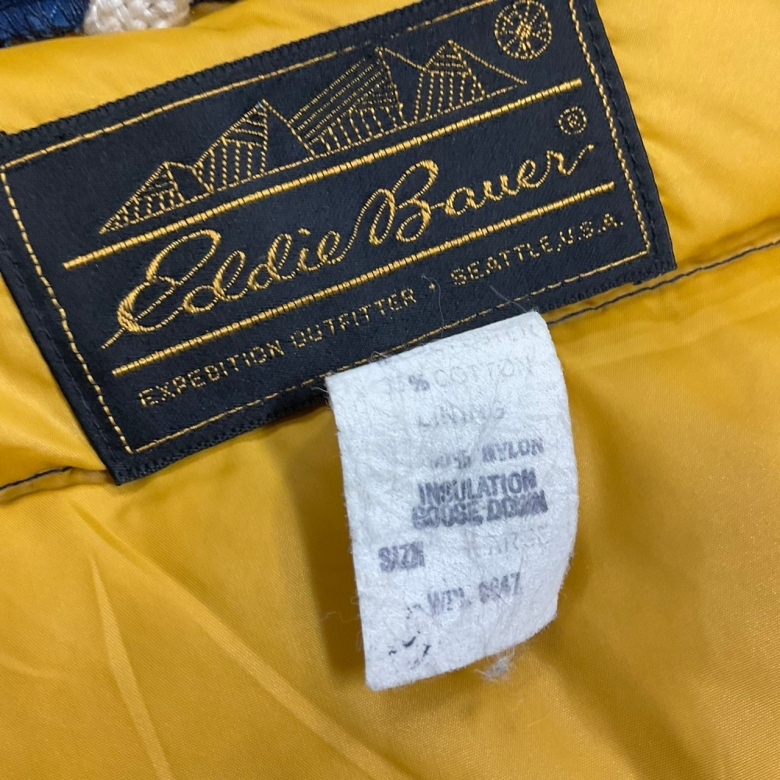 Eddie Bauer ®
EXPEDITION OUTFITTER • SEATTLE, U.S.A.
% COTTON
LINING
NYLON
INSULATION
GOOSE, DOWN
SIZE